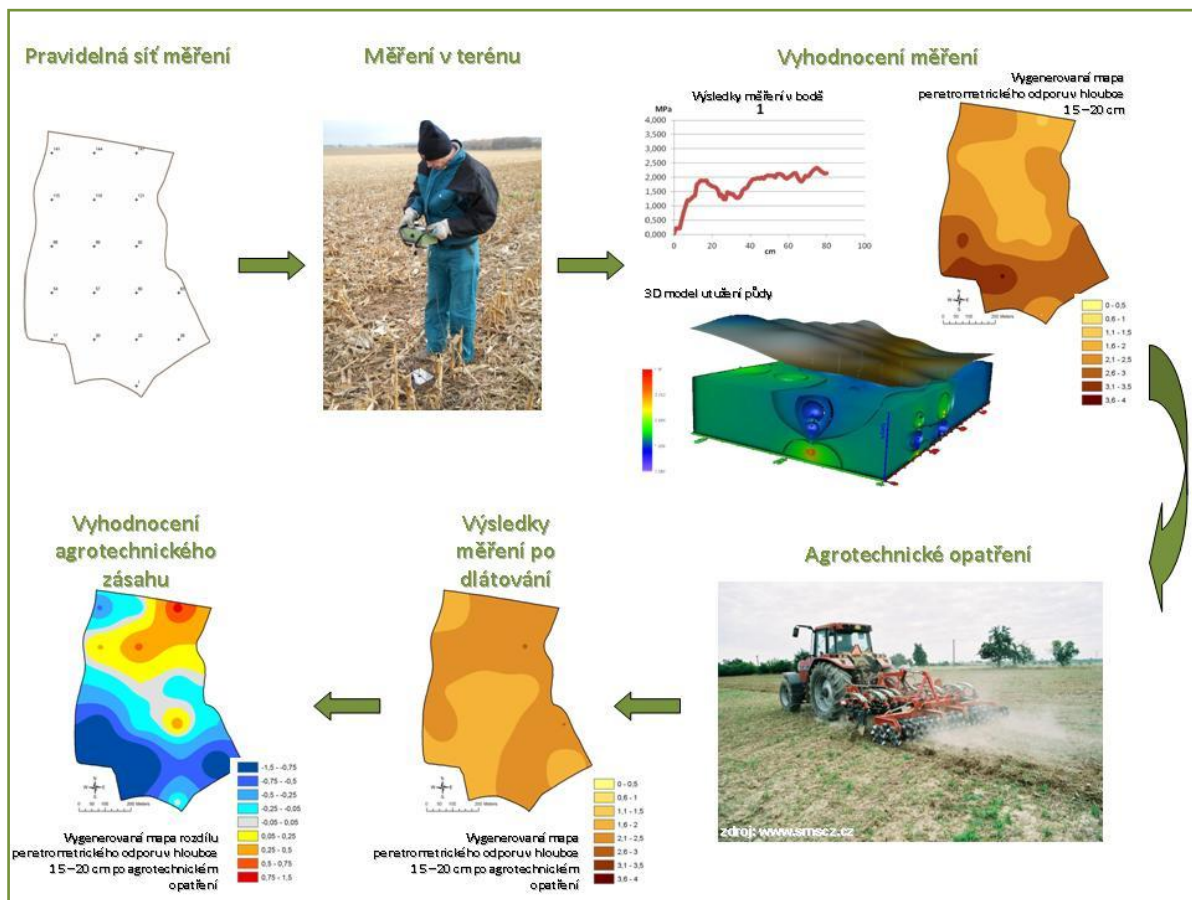 Pravidelná síť měření
Měření v terénu
Vyhodnocení měření
Výsledky měření v bodě
1
MPa
4,000
3,500
3,000
2,500
2,000
1,500
1,000
0,500
0,000
0
20
40
60
80
100
cm
Vygenerovaná mapa
penetrometrického odporu v hloubce
15–20 cm
0 - 0,5
0,6 - 1
1,1 - 1,5
1,6 - 2
2,1 - 2,5
2,6 - 3
3,1 - 3,5
3,6 - 4
3D model utužení půdy
Agrotechnické opatření
zdroj: www.smscz.cz
Výsledky
měření po
dlátování
0 - 0,5
0,6 - 1
1,1 - 1,5
1,6 - 2
2,1 - 2,5
2,6 - 3
3,1 - 3,5
3,6 - 4
Vygenerovaná mapa
penetrometrického odporu v hloubce
15–20 cm po agrotechnickém
opatření
Vyhodnocení
agrotechnického
zásahu
-1,5 - -0,75
-0,75 - -0,5
-0,5 - -0,25
-0,25 - -0,05
-0,05 - 0,05
0,05 - 0,25
0,25 - 0,5
0,5 - 0,75
0,75 - 1,5
Vygenerovaná mapa rozdílu
penetrometrického odporu v hloubce
15–20 cm po agrotechnickém
opatření